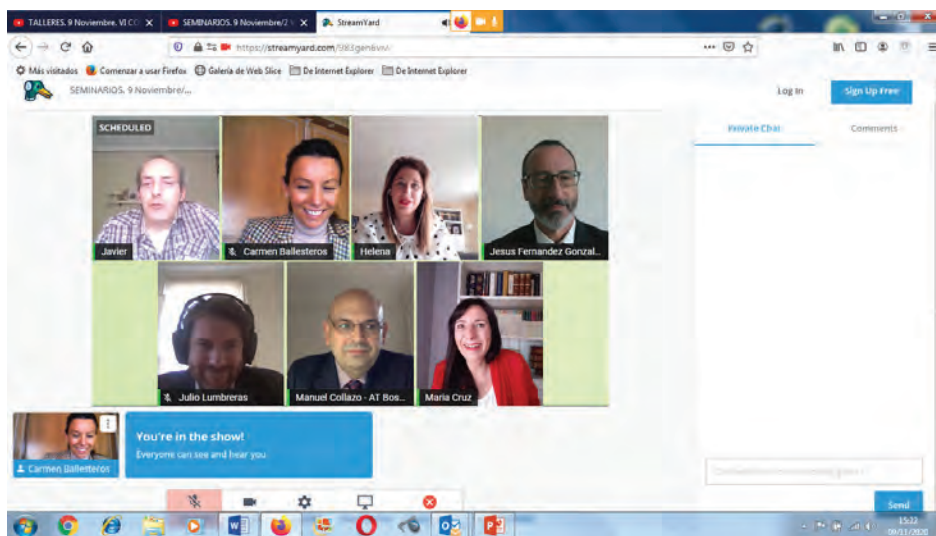 TALLERES. 9 Noviembre. VI CO
SEMINARIOS. 9 Noviembre/2
StreamYard
https://streamyard.com/
Más visitados
Comenzar a usar Firefox
Galería de Web Slice
De Internet Explorer
De Internet Explorer
SEMINARIOS. 9 Noviembre/...
Log In
Sign Up Free
SCHEDULED
Private Chat
Comments
Javier
Carmen Ballesteros
Helena
Jesus Fernandez Gonzal...
Julio Lumbreras
Manuel Collazo - AT Bos...
Maria Cruz
You're in the show!
Everyone can see and hear you
Carmen Ballesteros
Send
15:22
09/11/2020